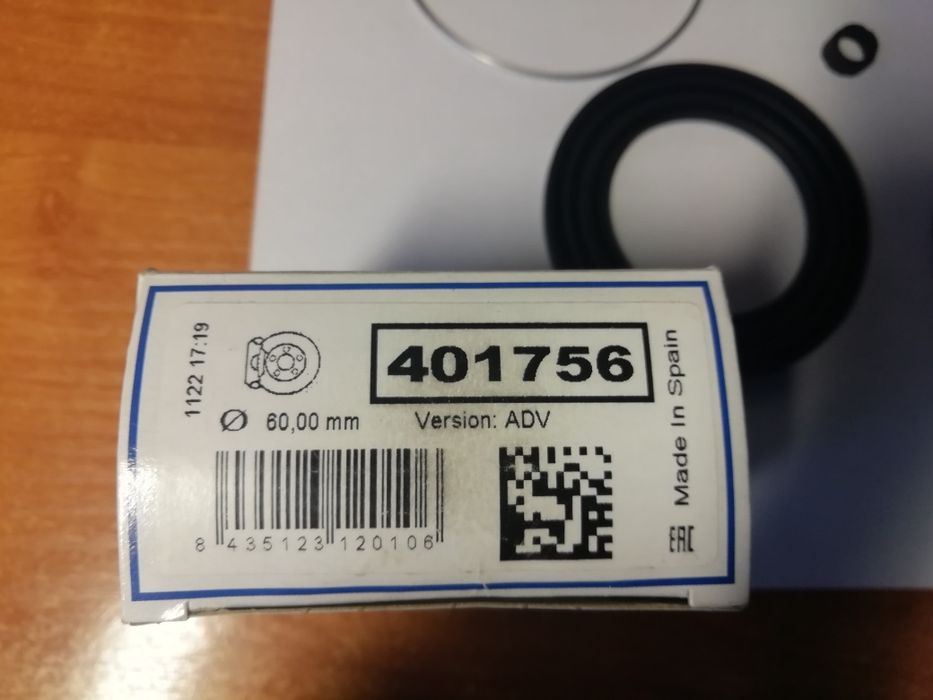 1122 17:19
401756
Ø 60,00 mm
Version: ADV
8 435123 120106
Made In Spain
EAC